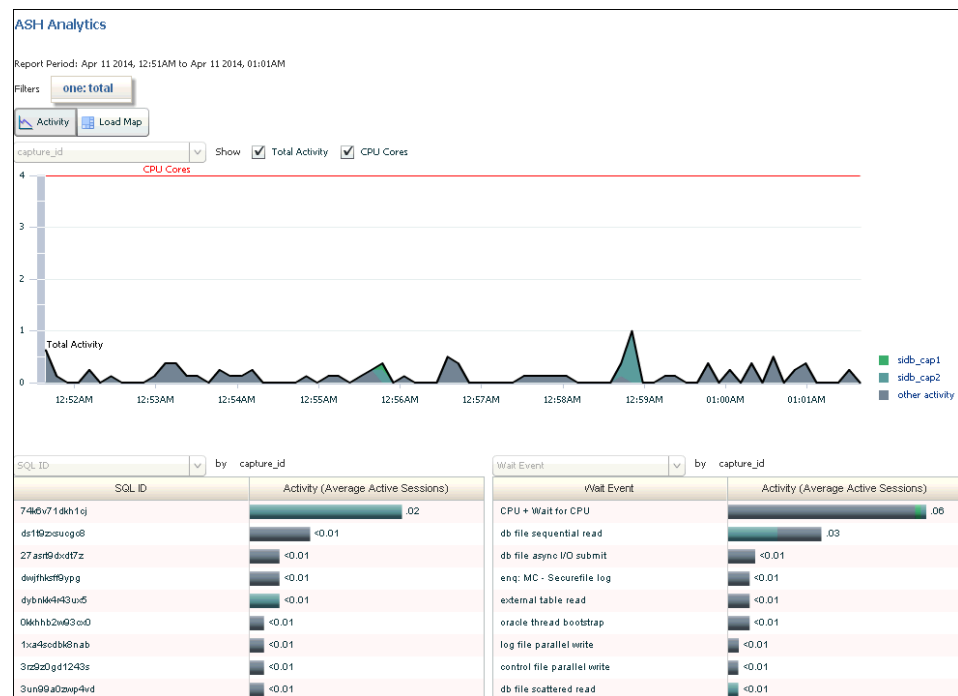 ASH Analytics
Report Period: Apr 11 2014, 12:51AM to Apr 11 2014, 01:01AM
Filters one: total
Activity Load Map
capture_id Show Total Activity CPU Cores
CPU Cores
4
3
2
1
0
Total Activity
12:52AM 12:53AM 12:54AM 12:55AM 12:56AM 12:57AM 12:58AM 12:59AM 01:00AM 01:01AM
sidb_cap1
sidb_cap2
other activity
SQL ID by capture_id
SQL ID Activity (Average Active Sessions)
74k6v71dkh1cj .02
ds1t9zxsucgc8 <0.01
27asrt9dxdt7z <0.01
dwjfhksff9ypg <0.01
dybnkk4r43ux5 <0.01
0kkhhb2w93cx0 <0.01
1xa4scdbk8nab <0.01
3rz9z0gd1243s <0.01
3un99a0zwp4vd <0.01
Wait Event by capture_id
Wait Event Activity (Average Active Sessions)
CPU + Wait for CPU .06
db file sequential read .03
db file async I/O submit <0.01
enq: MC - Securefile log <0.01
external table read <0.01
oracle thread bootstrap <0.01
log file parallel write <0.01
control file parallel write <0.01
db file scattered read <0.01